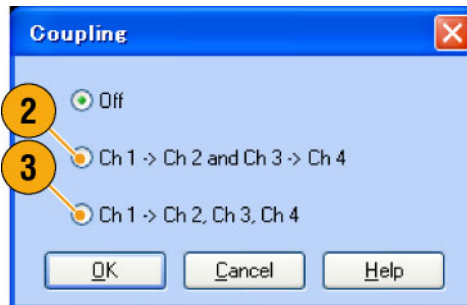 Coupling
Off
2
Ch 1 -> Ch 2 and Ch 3 -> Ch 4
3
Ch 1 -> Ch 2, Ch 3, Ch 4
OK Cancel Help